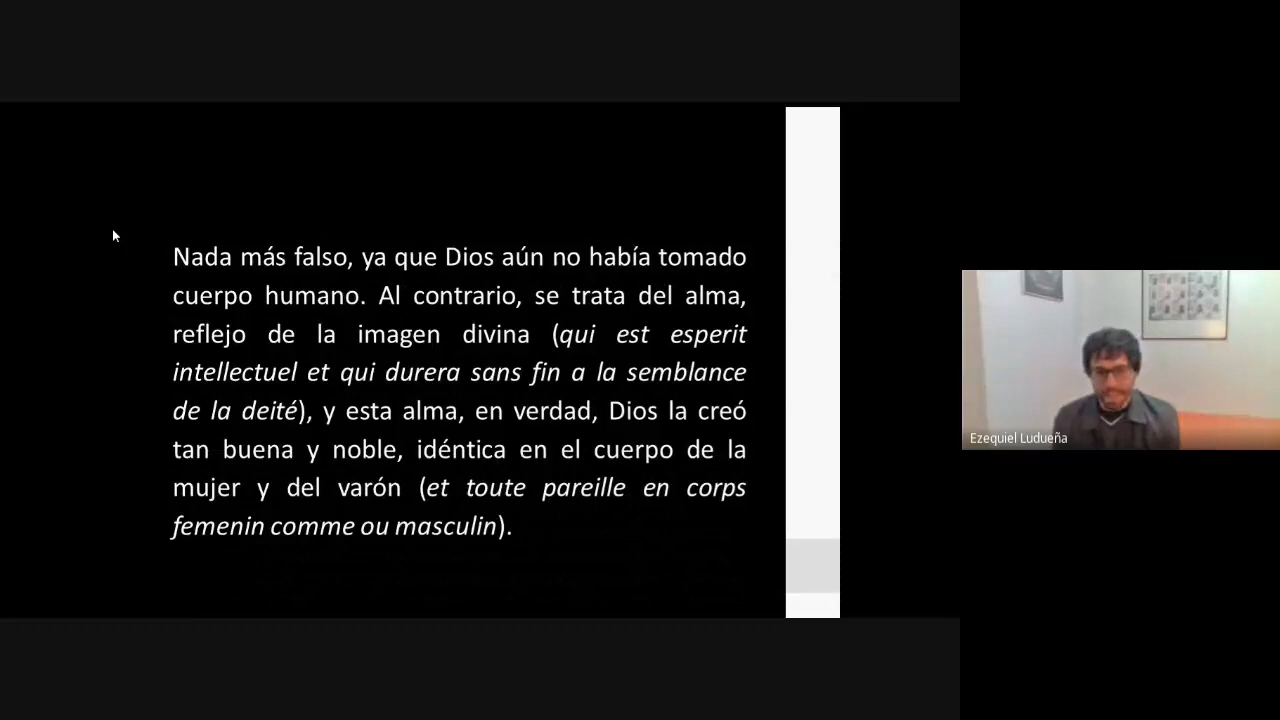 Nada más falso, ya que Dios aún no había tomado
cuerpo humano. Al contrario, se trata del alma,
reflejo de la imagen divina (qui est esperit
intellectuel et qui durera sans fin a la semblance
de la deité), y esta alma, en verdad, Dios la creó
tan buena y noble, idéntica en el cuerpo de la
mujer y del varón (et toute pareille en corps
femenin comme ou masculin).
Ezequiel Ludueña